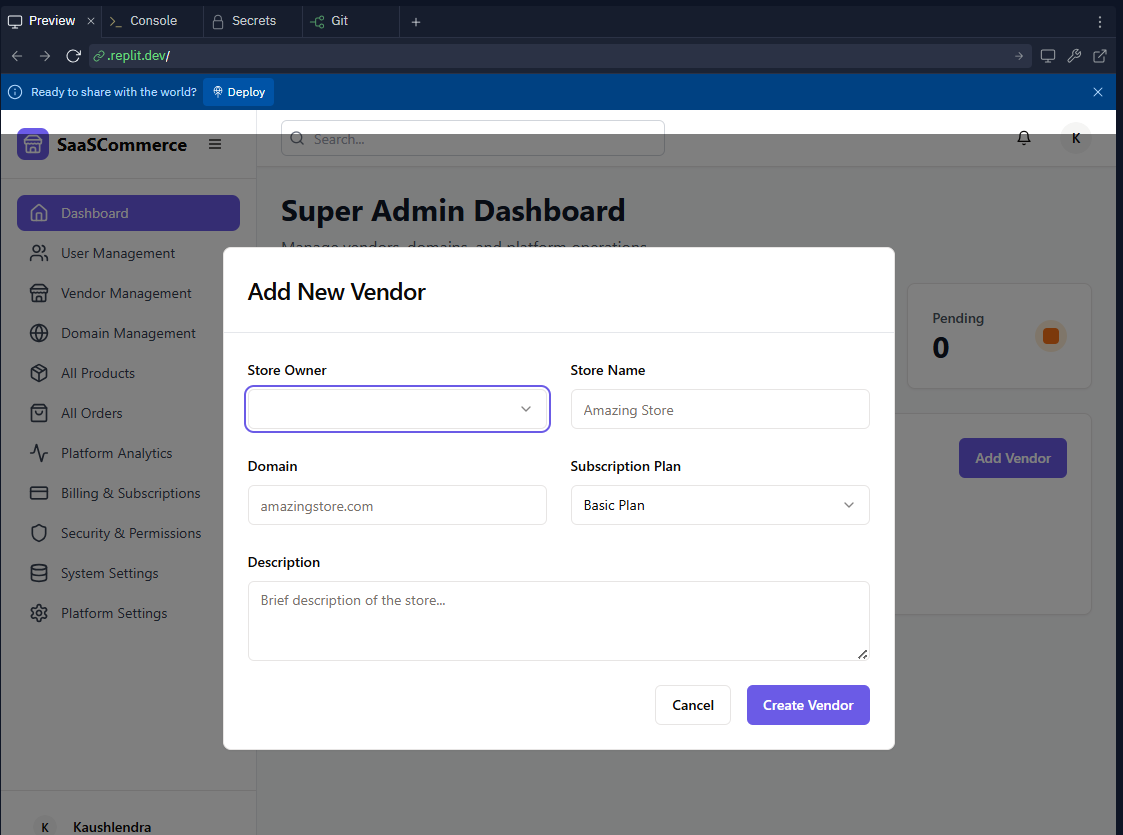 Preview
Console
Secrets
Git
.replit.dev/
Ready to share with the world?
Deploy
SaaSCommerce
Search...
K
Dashboard
User Management
Vendor Management
Domain Management
All Products
All Orders
Platform Analytics
Billing & Subscriptions
Security & Permissions
System Settings
Platform Settings
K
Kaushlendra
Super Admin Dashboard
Manage vendors, domains, and platform operations
Pending
0
Add Vendor
Add New Vendor
Store Owner
Store Name
Amazing Store
Domain
Subscription Plan
amazingstore.com
Basic Plan
Description
Brief description of the store...
Cancel
Create Vendor